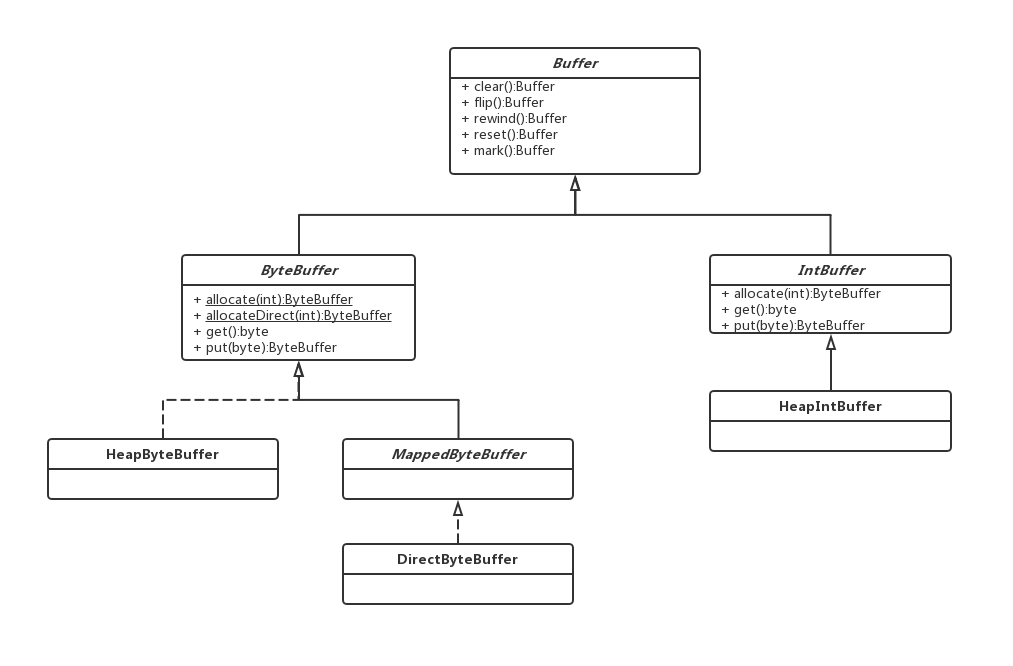 Buffer
+ clear():Buffer
+ flip():Buffer
+ rewind():Buffer
+ reset():Buffer
+ mark():Buffer
ByteBuffer
+ allocate(int):ByteBuffer
+ allocateDirect(int):ByteBuffer
+ get():byte
+ put(byte):ByteBuffer
IntBuffer
+ allocate(int):ByteBuffer
+ get():byte
+ put(byte):ByteBuffer
HeapByteBuffer
MappedByteBuffer
HeapIntBuffer
DirectByteBuffer